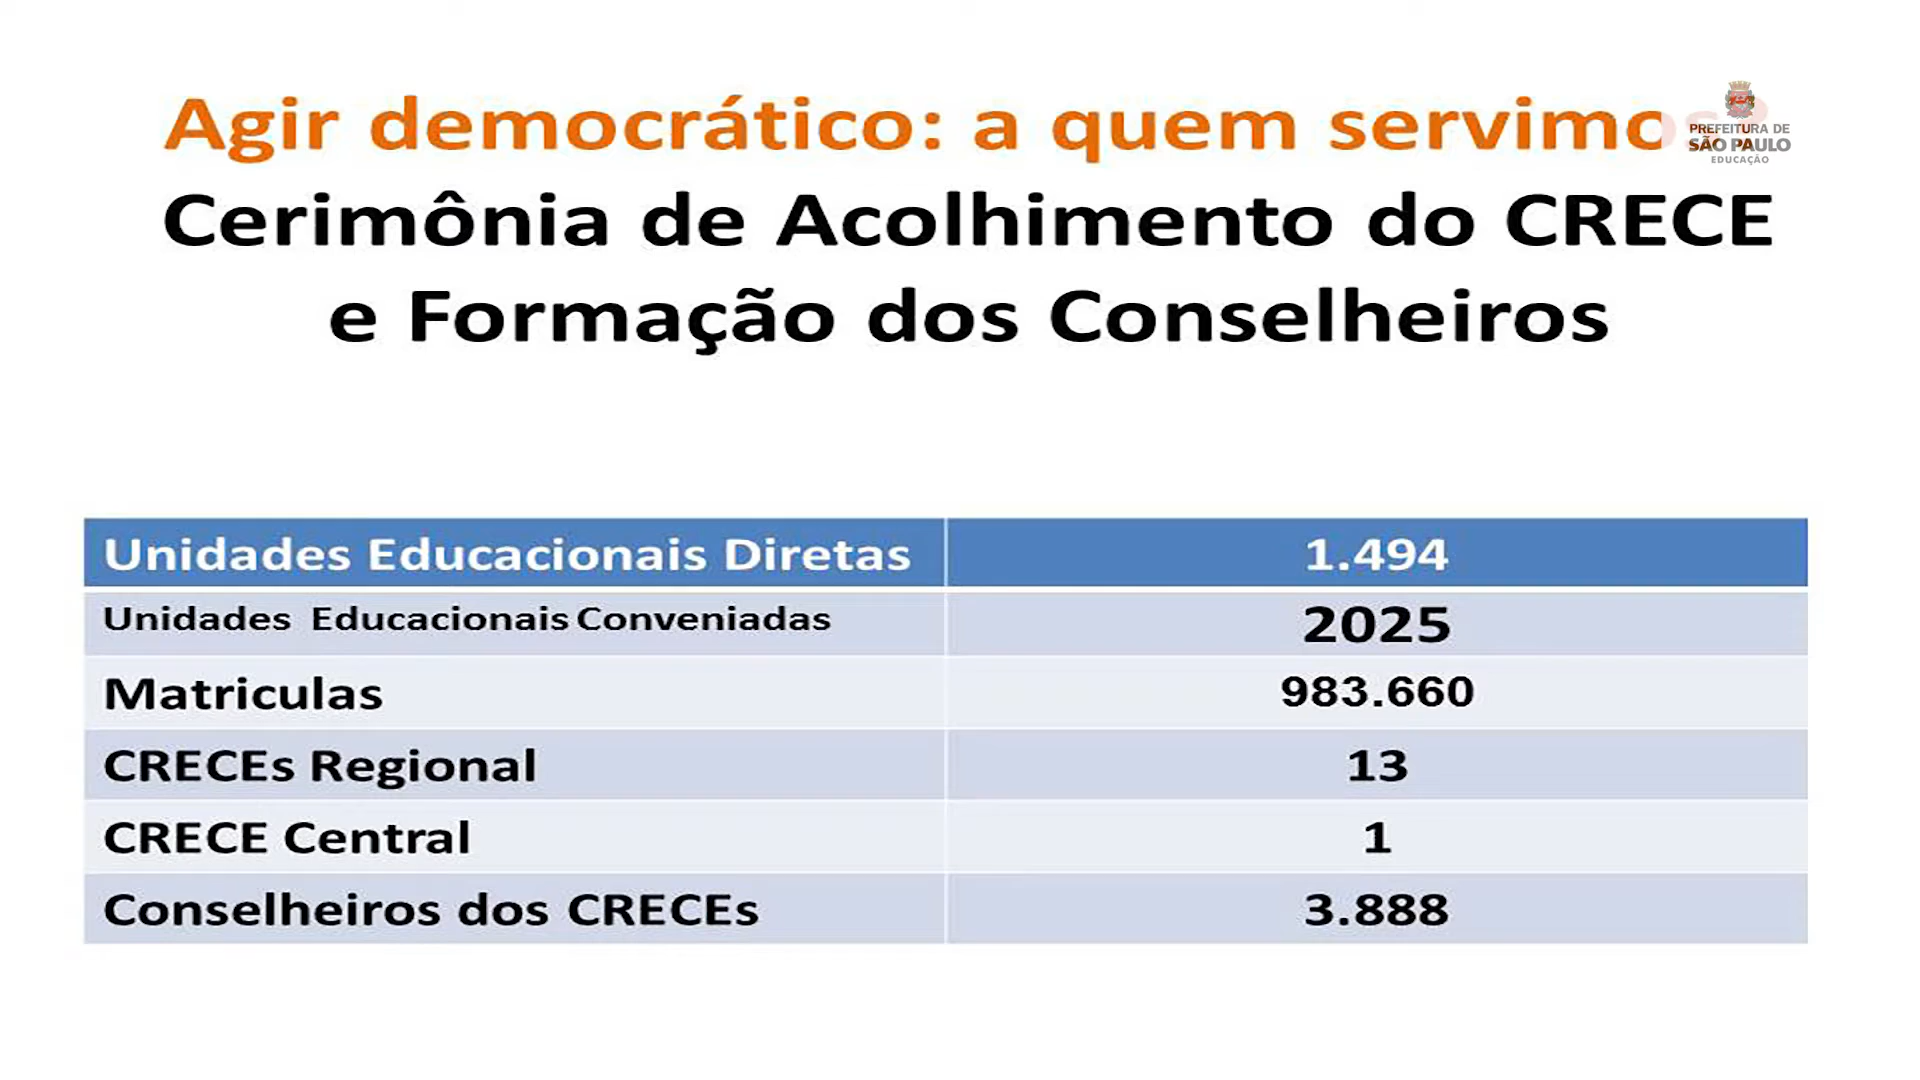 Agir democrático: a quem servimos?
PREFEITURA DE
SÃO PAULO
EDUCAÇÃO
Cerimônia de Acolhimento do CRECE
e Formação dos Conselheiros
Unidades Educacionais Diretas 1.494
Unidades Educacionais Conveniadas 2025
Matriculas 983.660
CRECEs Regional 13
CRECE Central 1
Conselheiros dos CRECEs 3.888